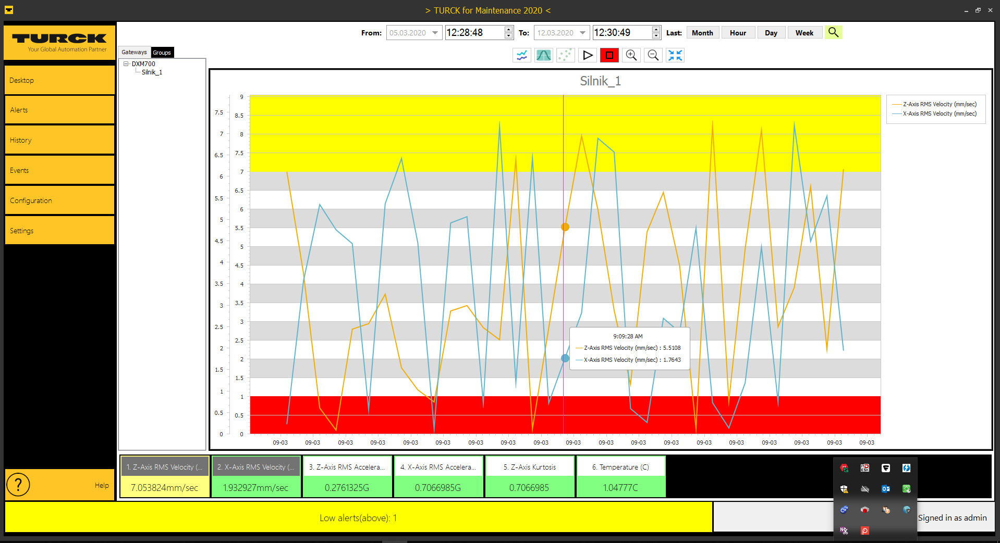 > TURCK for Maintenance 2020 <
TURCK
Your Global Automation Partner
From: 05.03.2020 12:28:48 To: 12.03.2020 12:30:49 Last: Month Hour Day Week
Gateways Groups
DXM700
Silnik_1
Desktop
Alerts
History
Events
Configuration
Settings
Help
Silnik_1
7.5
7
6.5
6
5.5
5
4.5
4
3.5
3
2.5
2
1.5
1
0.5
0
9
8.5
8
7.5
7
6.5
6
5.5
5
4.5
4
3.5
3
2.5
2
1.5
1
0.5
0
Z-Axis RMS Velocity (mm/sec)
X-Axis RMS Velocity (mm/sec)
9:09:28 AM
Z-Axis RMS Velocity (mm/sec) : 5.5108
X-Axis RMS Velocity (mm/sec) : 1.7643
09-03 09-03 09-03 09-03 09-03 09-03 09-03 09-03 09-03 09-03 09-03 09-03 09-03 09-03 09-03 09-03 09-03 09-03 09-03
1. Z-Axis RMS Velocity (... 2. X-Axis RMS Velocity (... 3. Z-Axis RMS Accelera... 4. X-Axis RMS Accelera... 5. Z-Axis Kurtosis 6. Temperature (C)
7.053824mm/sec 1.932927mm/sec 0.2761325G 0.7066985G 0.7066985 1.04777C
Low alerts(above): 1
Signed in as admin